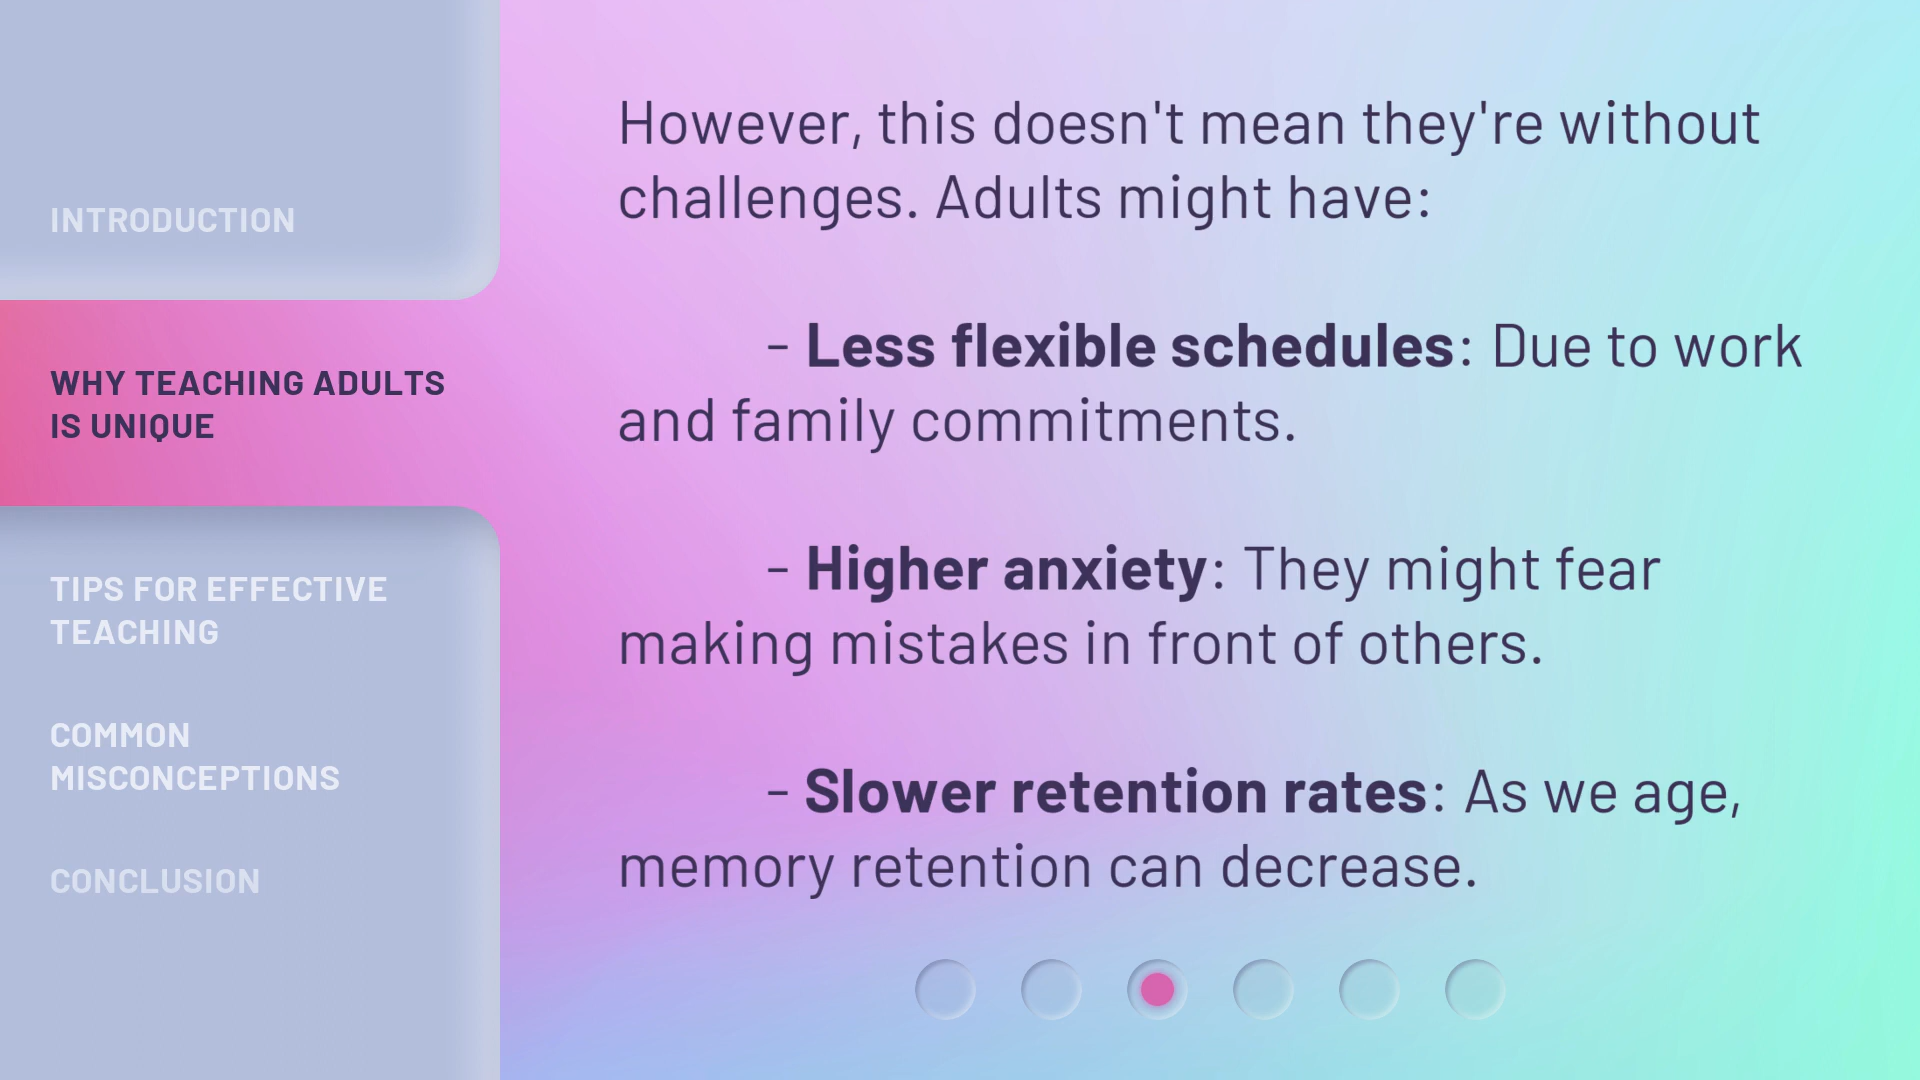 INTRODUCTION
WHY TEACHING ADULTS
IS UNIQUE
TIPS FOR EFFECTIVE
TEACHING
COMMON
MISCONCEPTIONS
CONCLUSION
However, this doesn't mean they're without
challenges. Adults might have:
- Less flexible schedules: Due to work
and family commitments.
- Higher anxiety: They might fear
making mistakes in front of others.
- Slower retention rates: As we age,
memory retention can decrease.